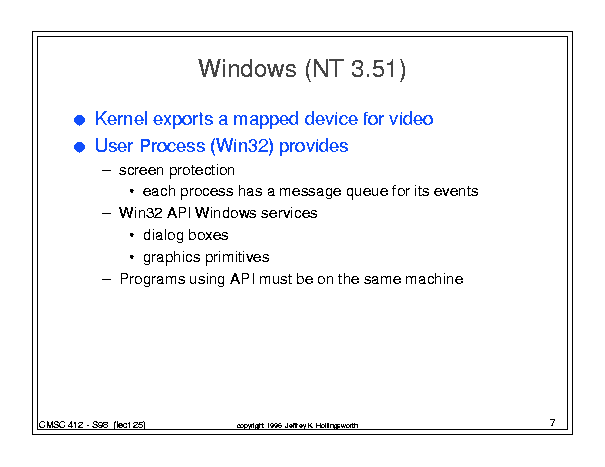 Windows (NT 3.51)
● Kernel exports a mapped device for video
● User Process (Win32) provides
– screen protection
• each process has a message queue for its events
– Win32 API Windows services
• dialog boxes
• graphics primitives
– Programs using API must be on the same machine
CMSC 412 - S98 (lect 25)
copyright 1996 Jeffrey K. Hollingsworth
7